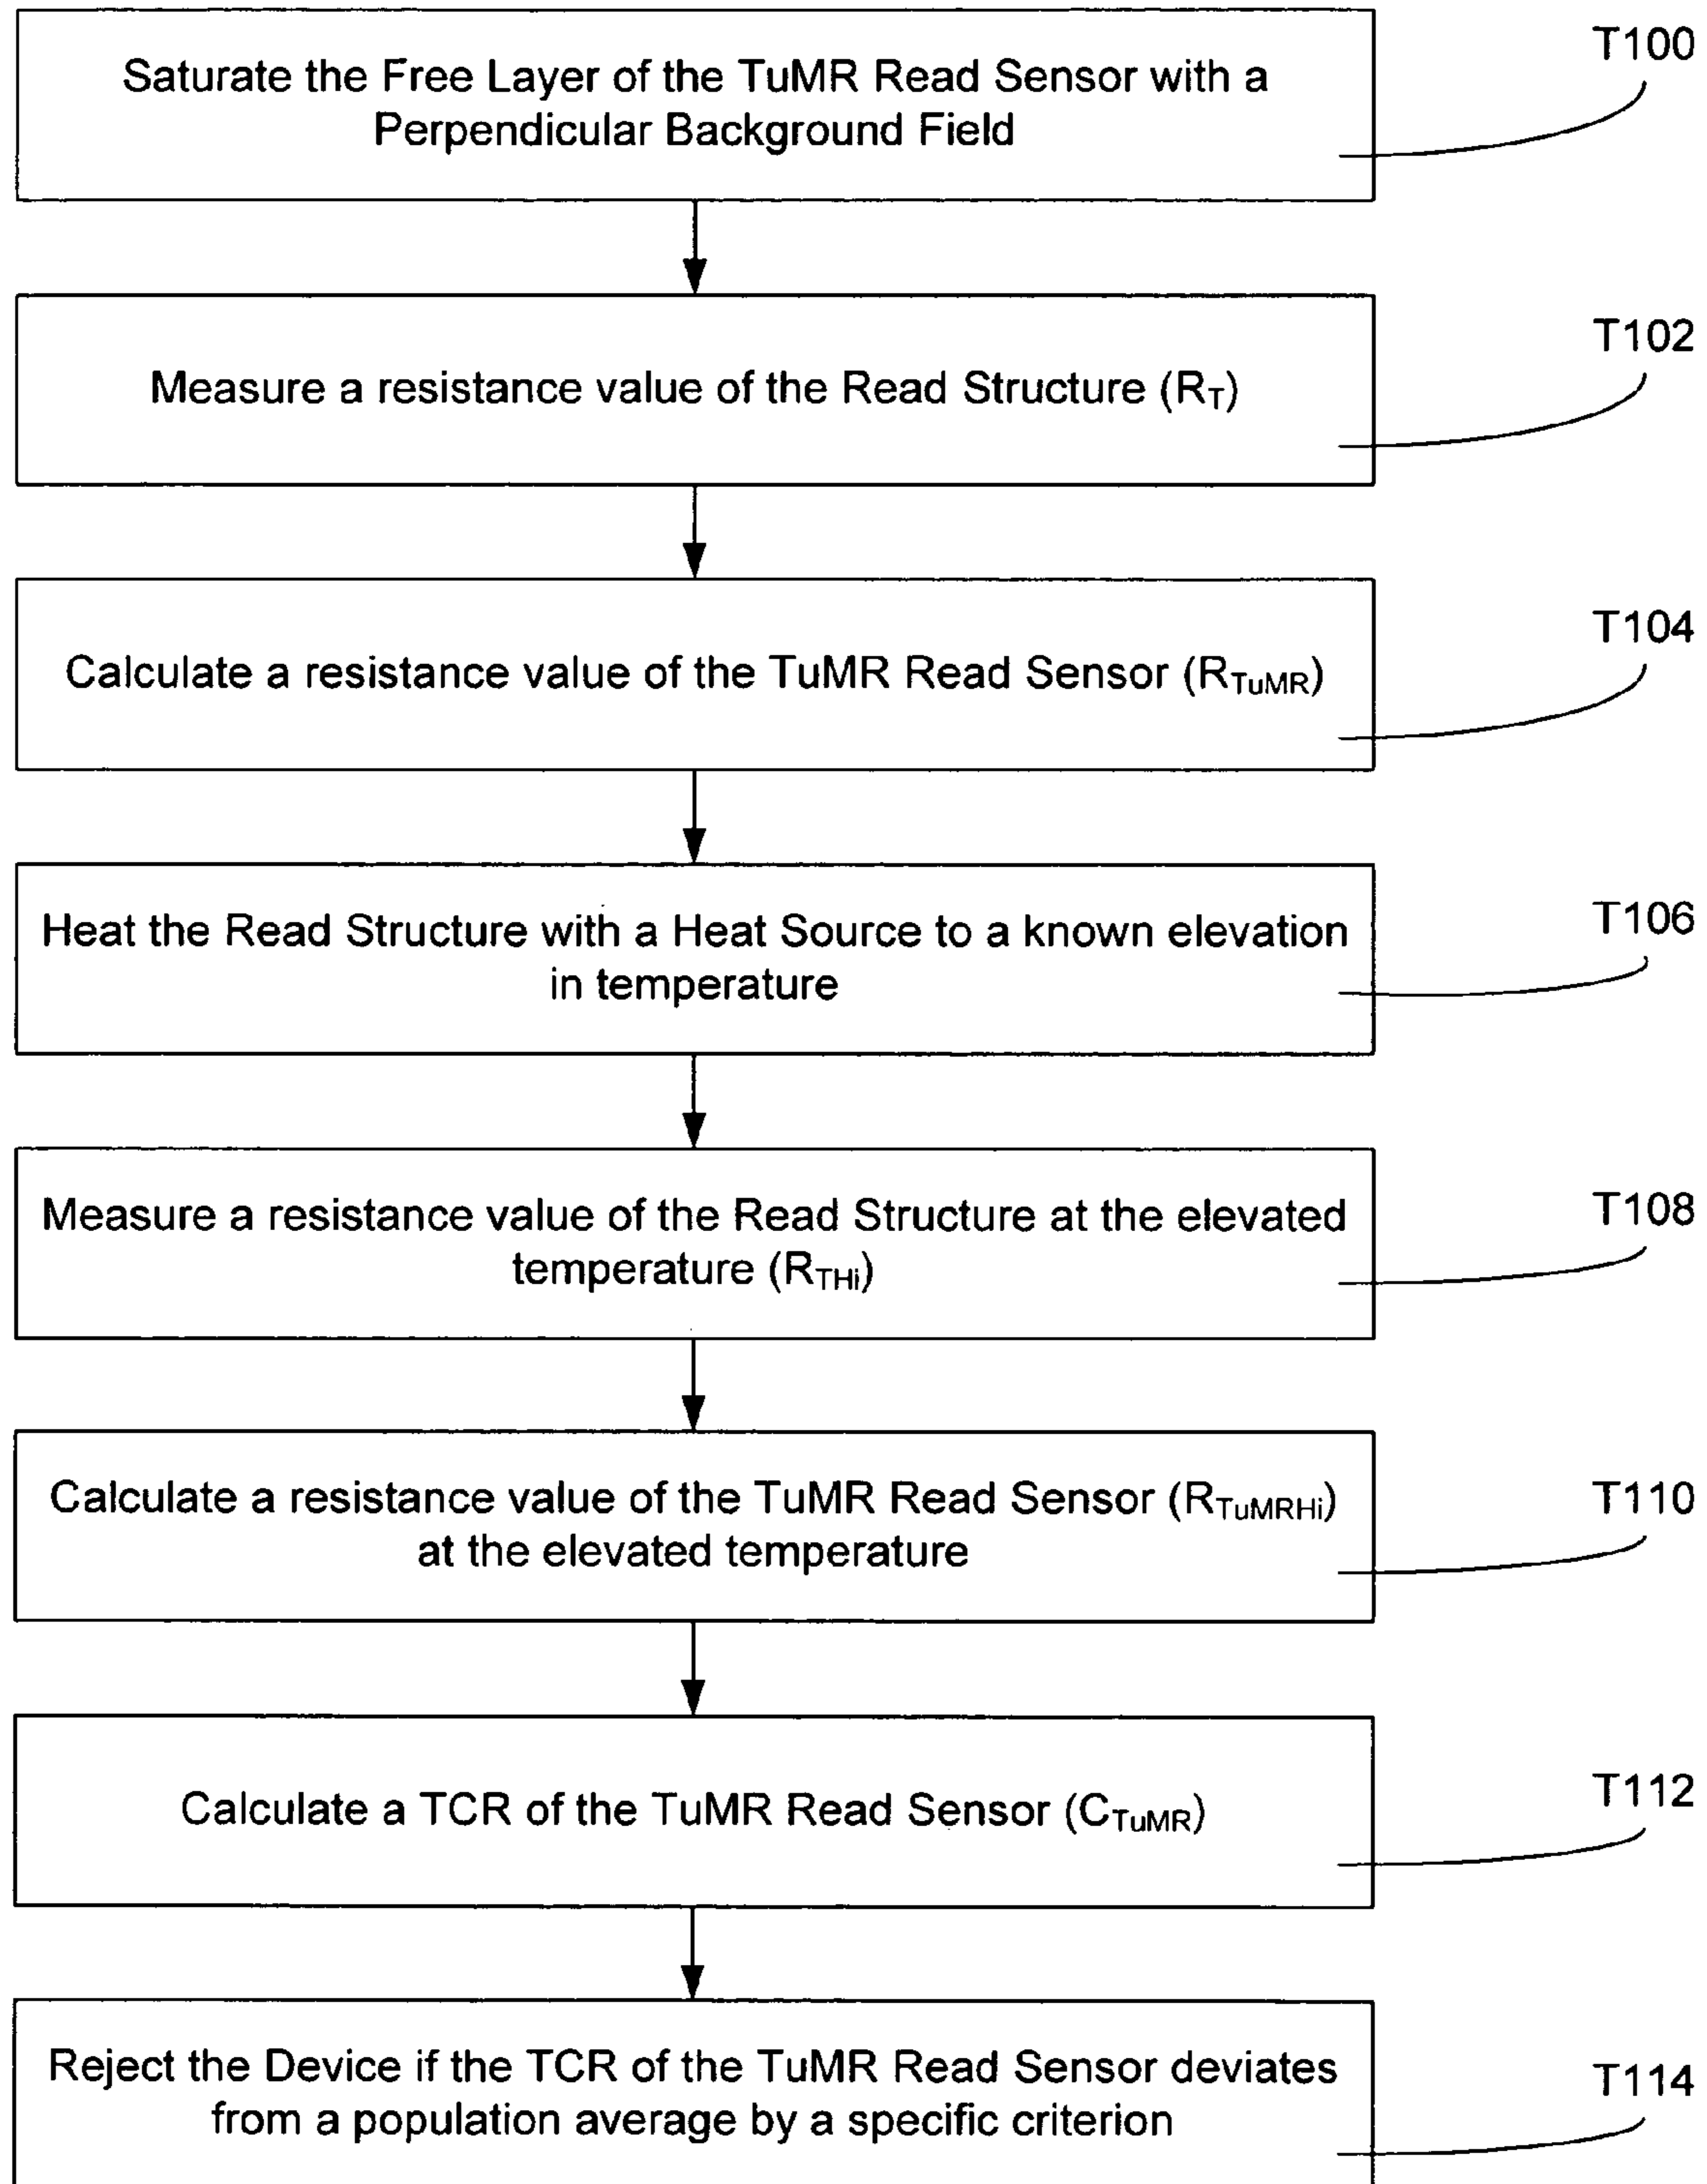 Saturate the Free Layer of the TuMR Read Sensor with a
Perpendicular Background Field
T100
Measure a resistance value of the Read Structure (R_T)
T102
Calculate a resistance value of the TuMR Read Sensor (R_TuMR)
T104
Heat the Read Structure with a Heat Source to a known elevation
in temperature
T106
Measure a resistance value of the Read Structure at the elevated
temperature (R_THi)
T108
Calculate a resistance value of the TuMR Read Sensor (R_TuMRHi)
at the elevated temperature
T110
Calculate a TCR of the TuMR Read Sensor (C_TuMR)
T112
Reject the Device if the TCR of the TuMR Read Sensor deviates
from a population average by a specific criterion
T114